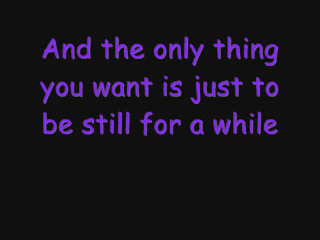 And the only thing
you want is just to
be still for a while